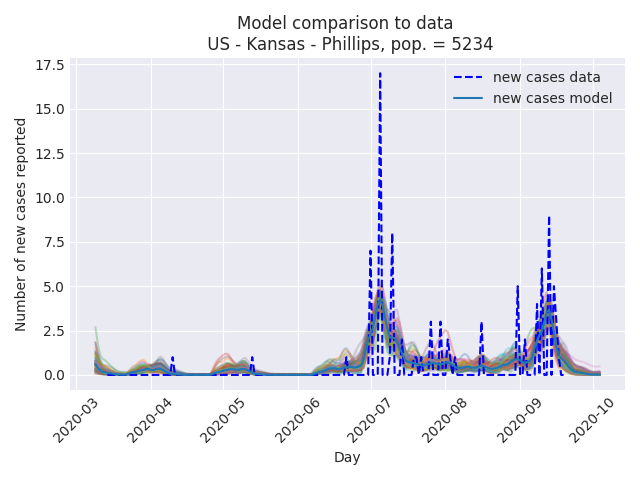 Model comparison to data
US - Kansas - Phillips, pop. = 5234
new cases data
new cases model
17.5
15.0
12.5
10.0
7.5
5.0
2.5
0.0
Number of new cases reported
2020-03
2020-04
2020-05
2020-06
2020-07
2020-08
2020-09
2020-10
Day